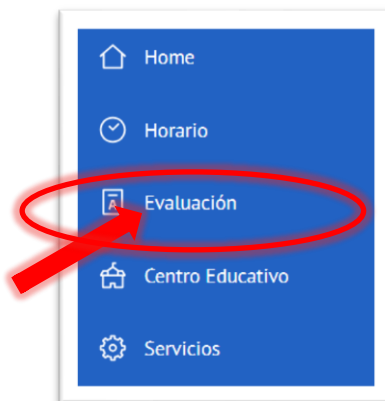 Home
Horario
Evaluación
Centro Educativo
Servicios